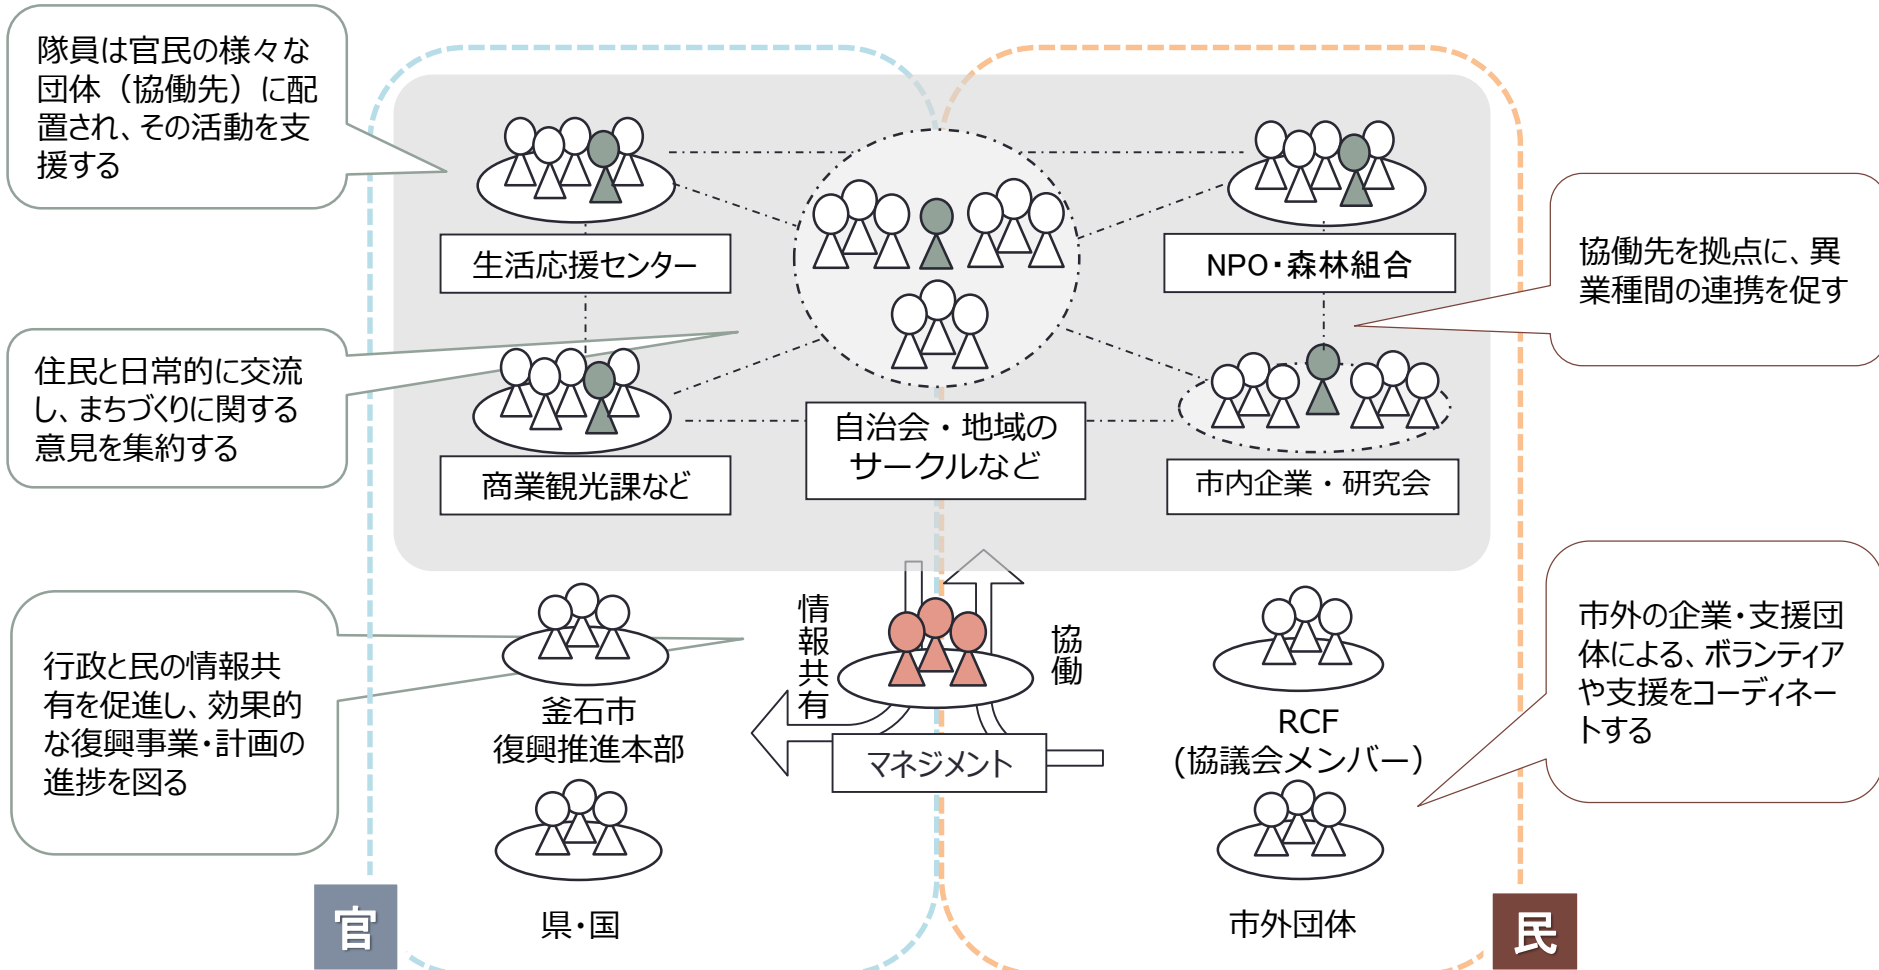 隊員は官民の様々な
団体（協働先）に配
置され、その活動を支
援する
生活応援センター
NPO・森林組合
協働先を拠点に、異
業種間の連携を促す
住民と日常的に交流
し、まちづくりに関する
意見を集約する
商業観光課など
自治会・地域の
サークルなど
市内企業・研究会
行政と民の情報共
有を促進し、効果的
な復興事業・計画の
進捗を図る
釜石市
復興推進本部
情報共有
協働
マネジメント
RCF
(協議会メンバー）
市外の企業・支援団
体による、ボランティア
や支援をコーディネー
トする
県・国
市外団体
官
民